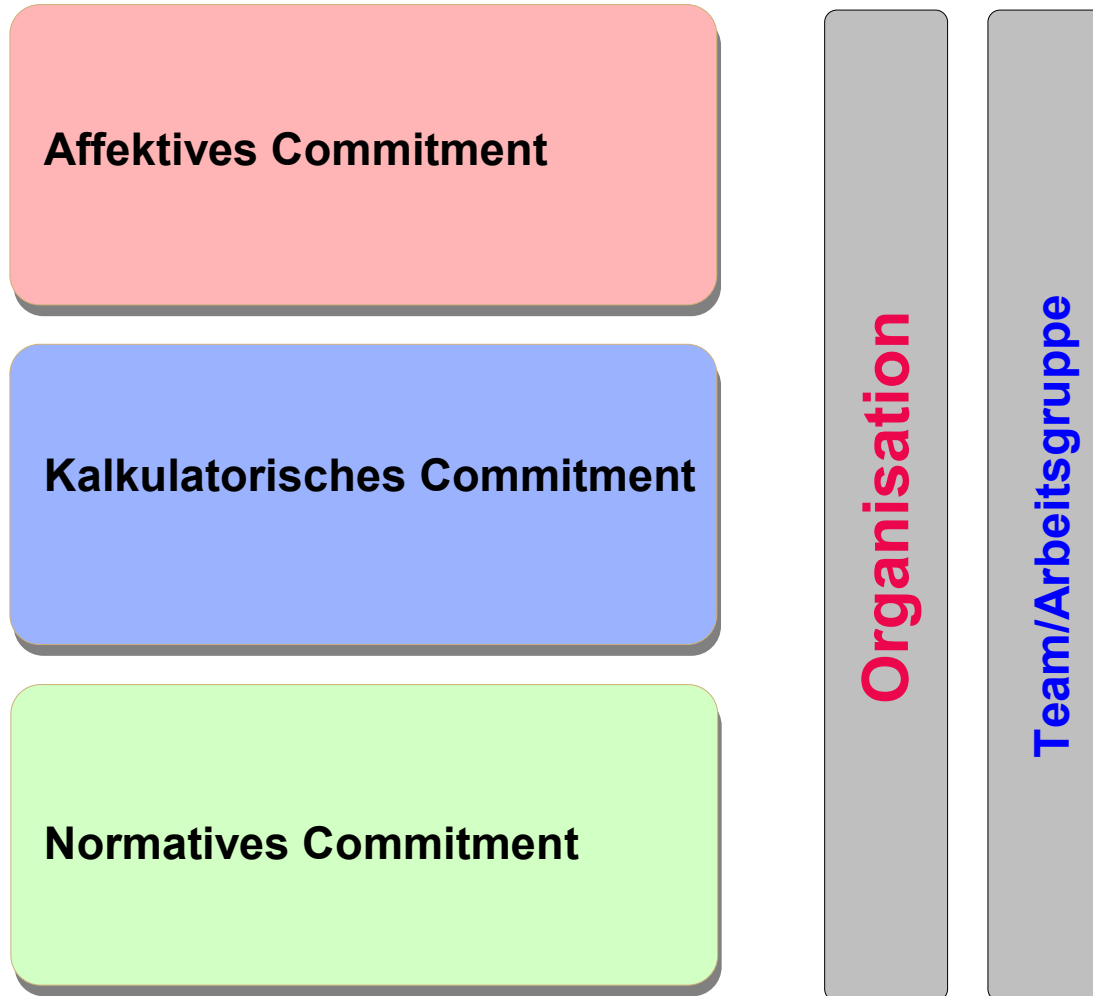 Affektives Commitment
Kalkulatorisches Commitment
Normatives Commitment
Organisation
Team/Arbeitsgruppe